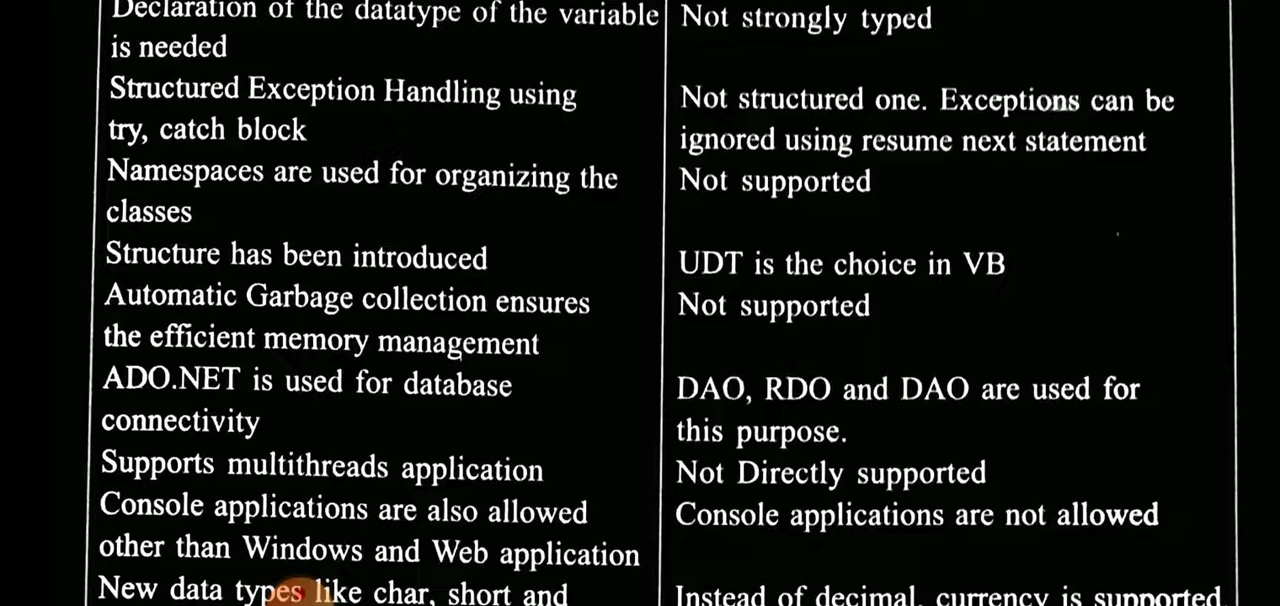 Declaration of the datatype of the variable
is needed
Structured Exception Handling using
try, catch block
Namespaces are used for organizing the
classes
Structure has been introduced
Automatic Garbage collection ensures
the efficient memory management
ADO.NET is used for database
connectivity
Supports multithreads application
Console applications are also allowed
other than Windows and Web application
New data types like char, short and
Not strongly typed
Not structured one. Exceptions can be
ignored using resume next statement
Not supported
UDT is the choice in VB
Not supported
DAO, RDO and DAO are used for
this purpose.
Not Directly supported
Console applications are not allowed
Instead of decimal, currency is supported